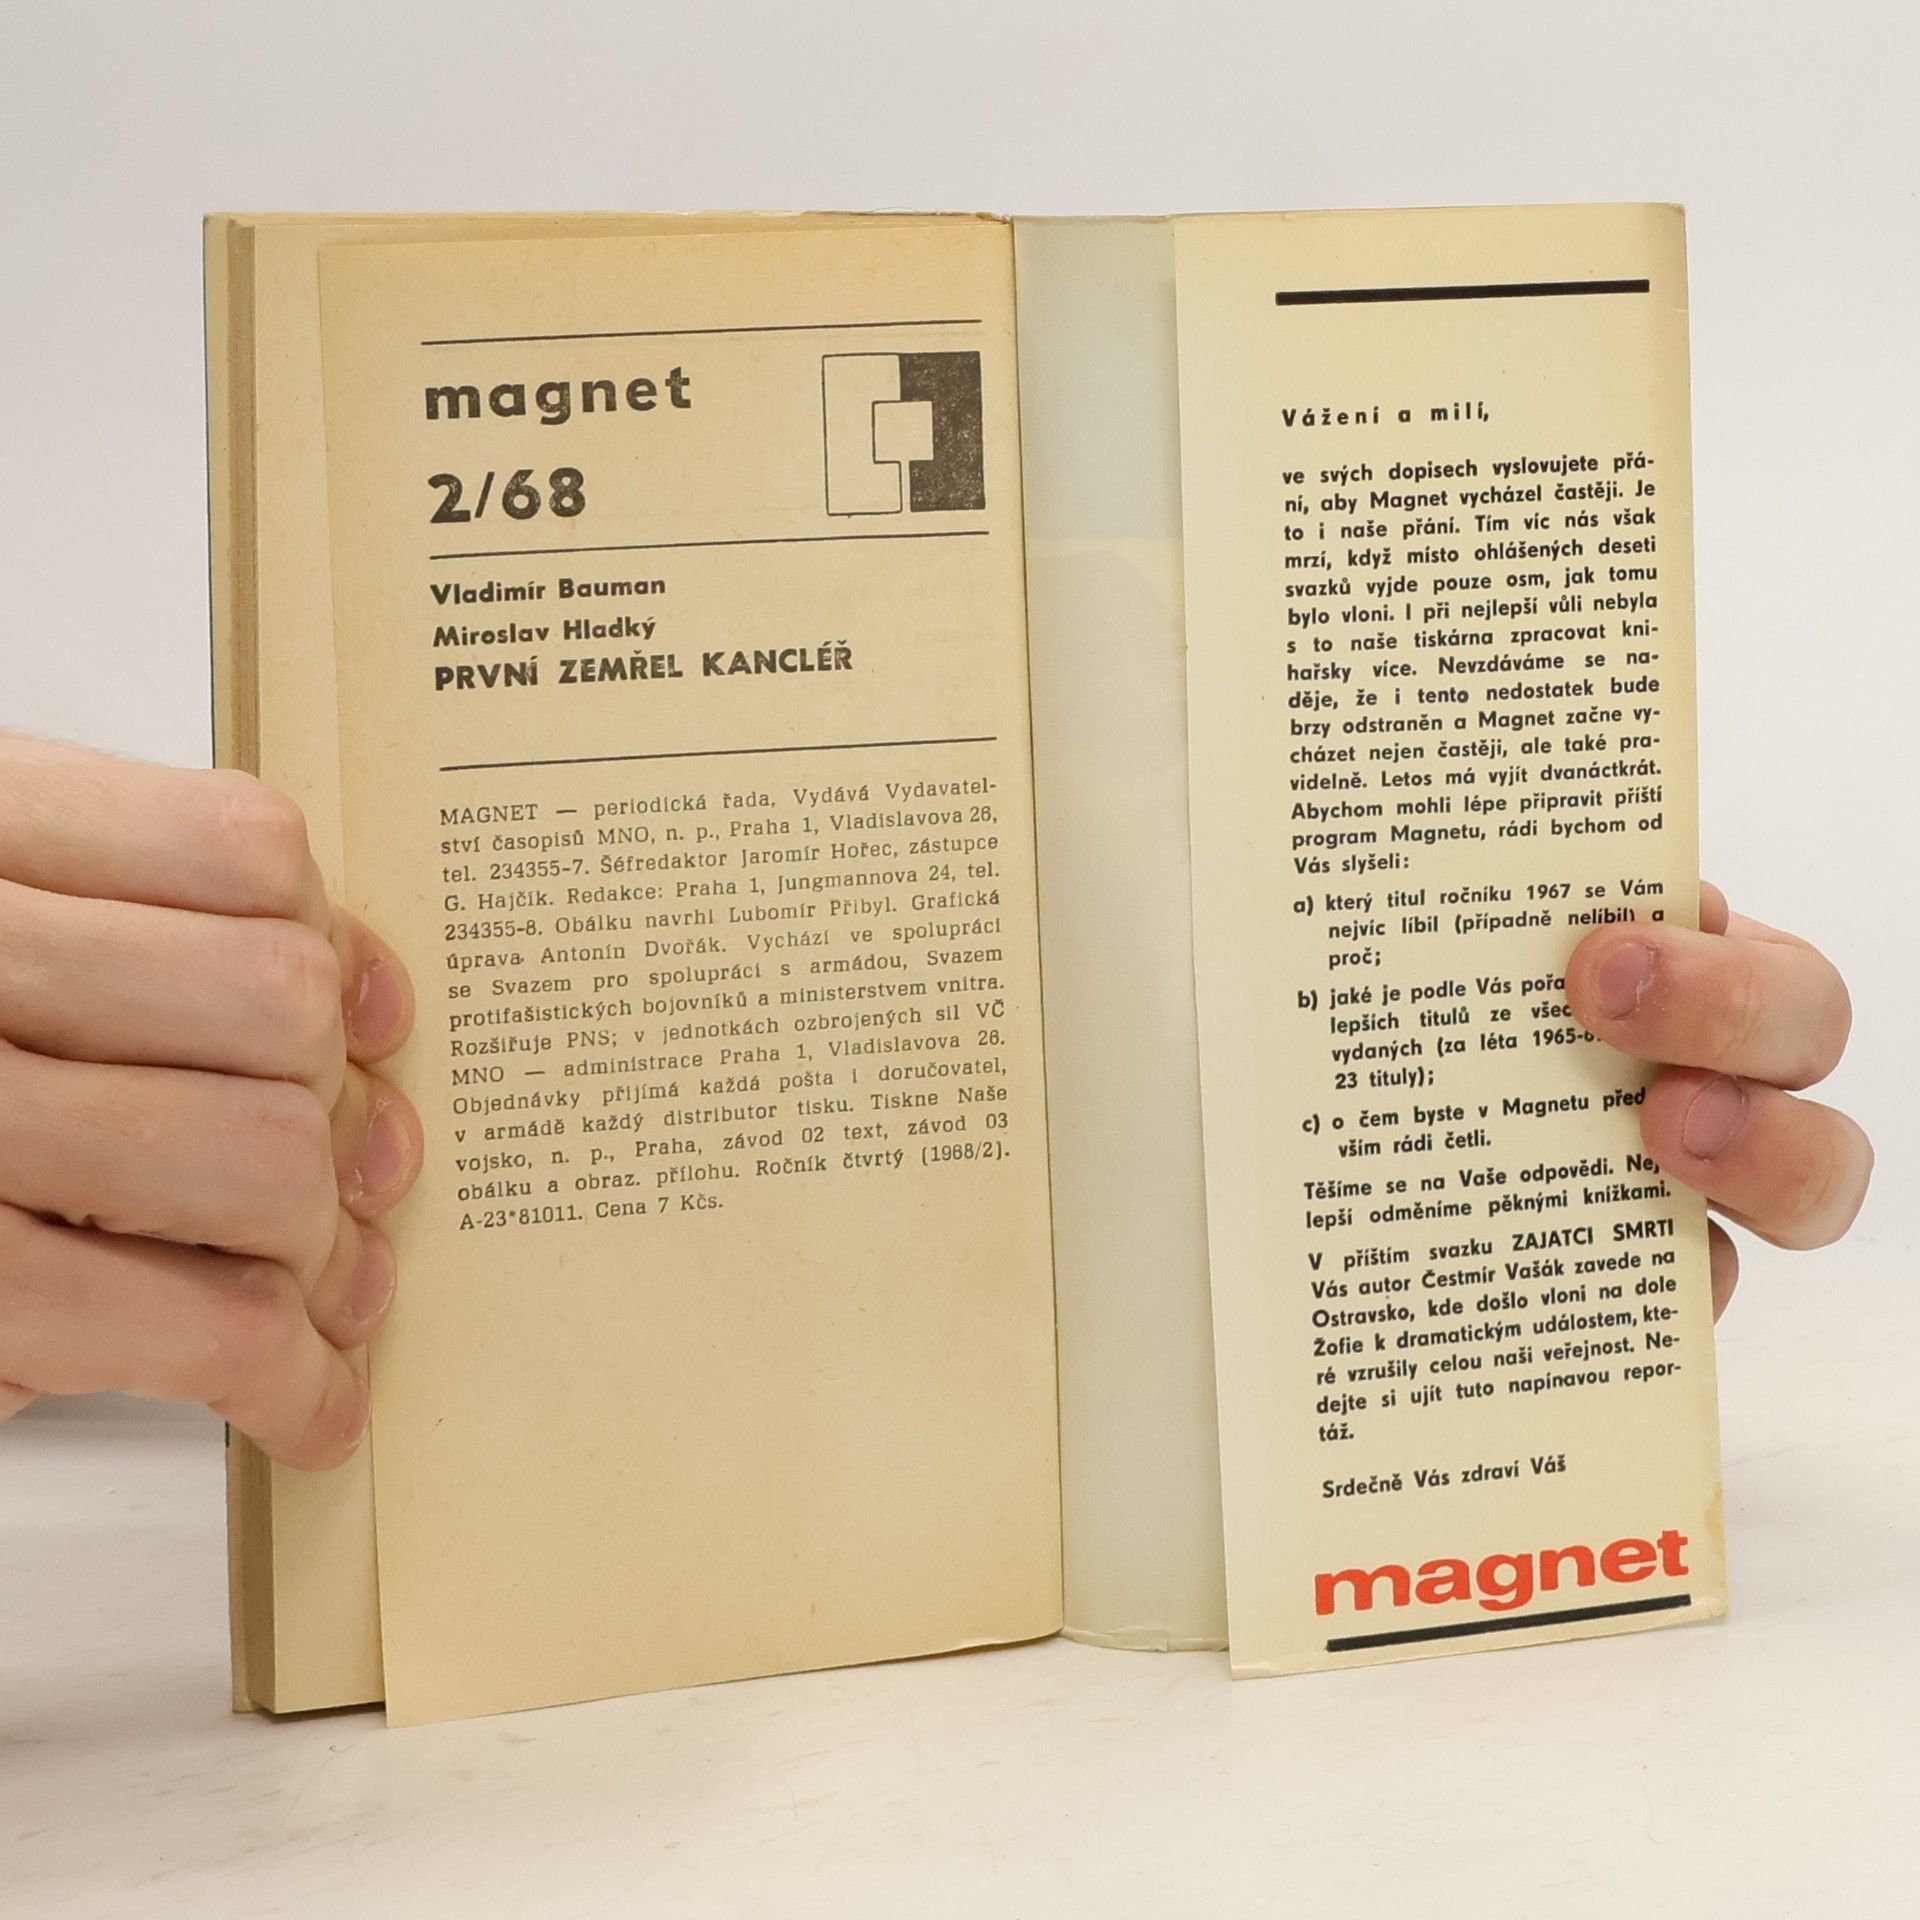 magnet
2/68
Vladimír Bauman
Miroslav Hladký
PRVNÍ ZEMŘEL KANCLÉŘ
MAGNET — periodická řada. Vydává Vydavatel-
ství časopisů MNO, n. p., Praha 1, Vladislavova 26,
tel. 234355-7. Šéfredaktor Jaromír Hořec, zástupce
G. Hajčík. Redakce: Praha 1, Jungmannova 24, tel.
234355-8. Obálku navrhl Lubomír Přibyl. Grafická
úprava Antonín Dvořák. Vychází ve spolupráci
se Svazem pro spolupráci s armádou, Svazem
protifašistických bojovníků a ministerstvem vnitra.
Rozšiřuje PNS; v jednotkách ozbrojených sil VČ
MNO — administrace Praha 1, Vladislavova 26.
Objednávky přijímá každá pošta i doručovatel,
v armádě každý distributor tisku. Tiskne Naše
vojsko, n. p., Praha, závod 02 text, závod 03
obálku a obraz. přílohu. Ročník čtvrtý (1968/2).
A-23*81011. Cena 7 Kčs.
Vážení a milí,
ve svých dopisech vyslovujete přá-
ní, aby Magnet vycházel častěji. Je
to i naše přání. Tím víc nás však
mrzí, když místo ohlášených deseti
svazků vyjde pouze osm, jak tomu
bylo vloni. I při nejlepší vůli nebyla
s to naše tiskárna zpracovat kni-
hařsky více. Nevzdáváme se na-
děje, že i tento nedostatek bude
brzy odstraněn a Magnet začne vy-
cházet nejen častěji, ale také pra-
videlně. Letos má vyjít dvanáctkrát.
Abychom mohli lépe připravit příští
program Magnetu, rádi bychom od
Vás slyšeli:
a) který titul ročníku 1967 se Vám
nejvíc líbil (případně nelíbil) a
proč;
b) jaké je podle Vás
lepších titulů ze
vydaných (za léta
23 tituly);
c) o čem byste v Magnetu před
vším rádi četli.
Těšíme se na Vaše odpovědi. Nej
lepší odměníme pěknými knížkami.
V příštím svazku ZAJATCI SMRTI
Vás autor Čestmír Vašák zavede na
Ostravsko, kde došlo vloni na dole
Žofie k dramatickým událostem, kte-
ré vzrušily celou naši veřejnost. Ne-
dejte si ujít tuto napínavou repor-
táž.
Srdečně Vás zdraví Váš
magnet